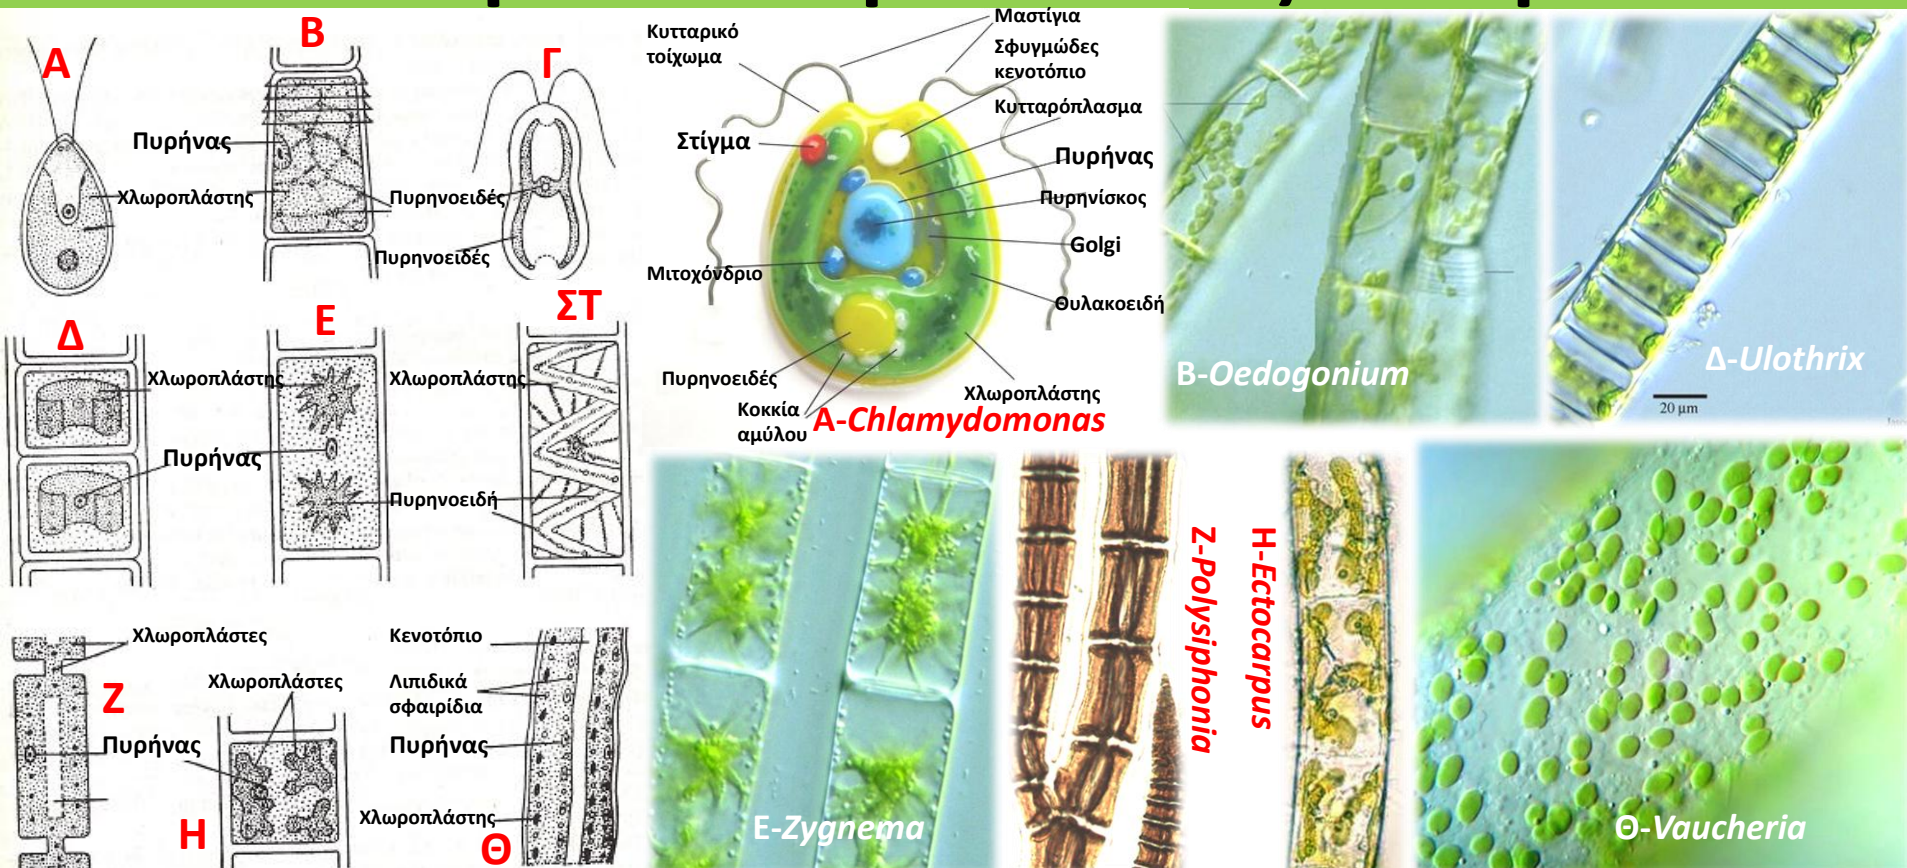 Α
Β
Γ
Πυρήνας
Χλωροπλάστης
Πυρηνοειδές
Πυρηνοειδές
Δ
Ε
ΣΤ
Χλωροπλάστης
Χλωροπλάστης
Πυρήνας
Πυρηνοειδή
Χλωροπλάστες
Ζ
Χλωροπλάστες
Πυρήνας
Η
Κενοτόπιο
Λιπιδικά
σφαιρίδια
Πυρήνας
Χλωροπλάστης
Θ
Κυτταρικό
τοίχωμα
Στίγμα
Μιτοχόνδριο
Πυρηνοειδές
Κοκκία
αμύλου
Μαστίγια
Σφυγμώδες
κενοτόπιο
Κυτταρόπλασμα
Πυρήνας
Πυρηνίσκος
Golgi
Θυλακοειδή
Χλωροπλάστης
Α-Chlamydomonas
Β-Oedogonium
Δ-Ulothrix
20 µm
Ε-Zygnema
Ζ-Polysiphonia
Η-Ectocarpus
Θ-Vaucheria